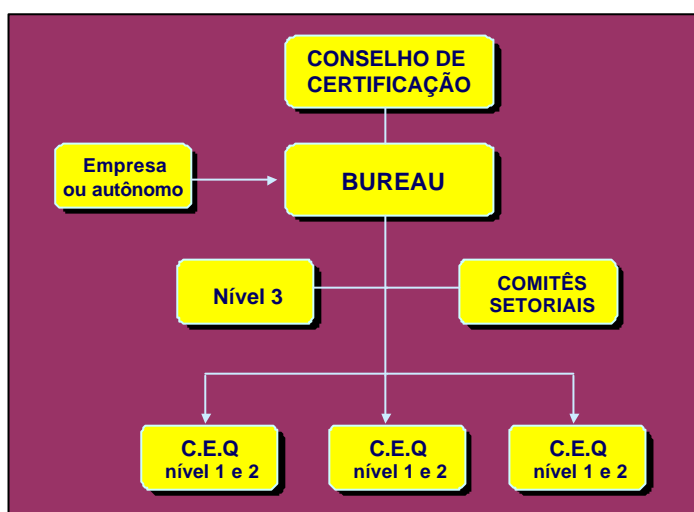 CONSELHO DE
CERTIFICAÇÃO
Empresa
ou autônomo
BUREAU
Nível 3
COMITÊS
SETORIAIS
C.E.Q
nível 1 e 2
C.E.Q
nível 1 e 2
C.E.Q
nível 1 e 2